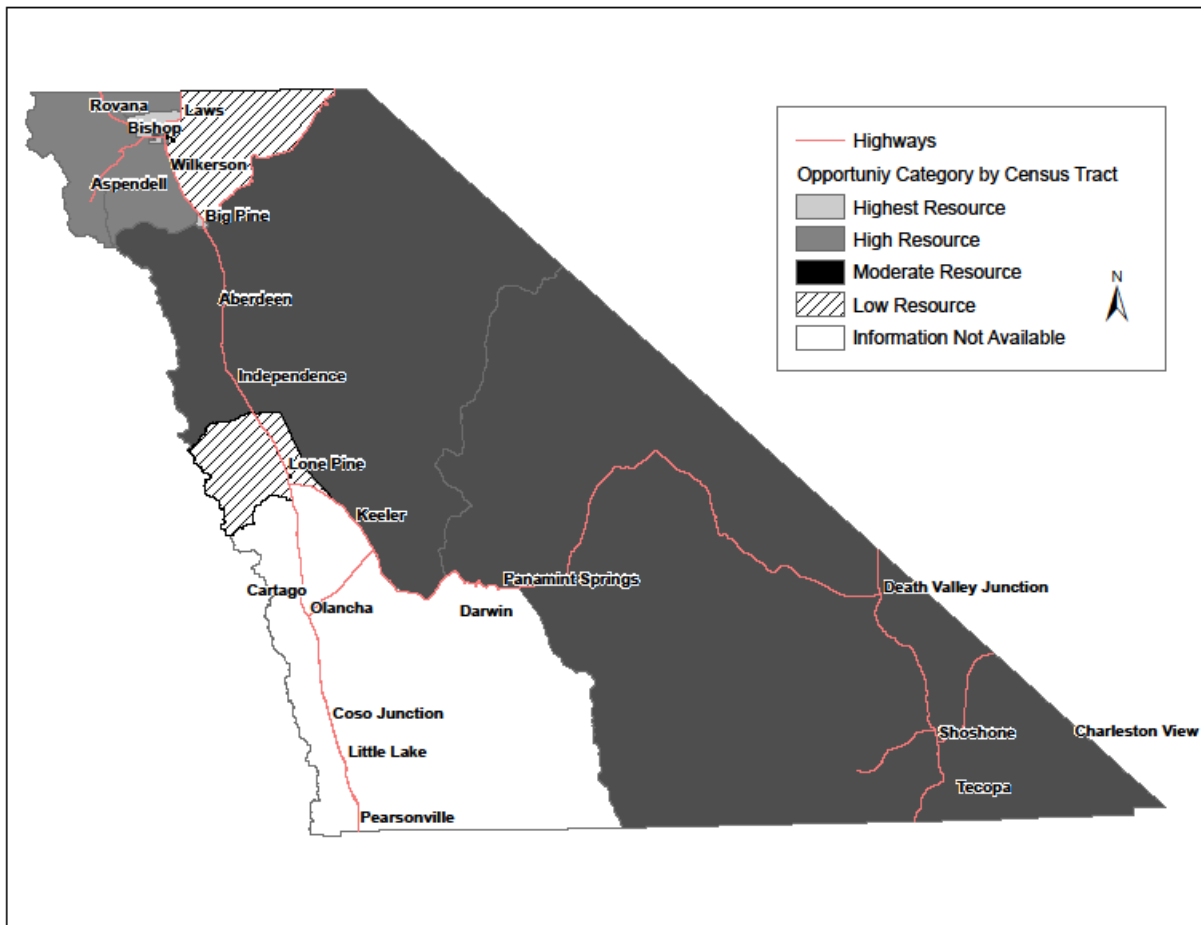 Rovana
Laws
Bishop
Wilkerson
Aspendell
Big Pine
Aberdeen
Independence
Lone Pine
Keeler
Cartago
Olancha
Darwin
Panamint Springs
Death Valley Junction
Coso Junction
Little Lake
Pearsonville
Shoshone
Charleston View
Tecopa
Highways
Opportuniy Category by Census Tract
Highest Resource
High Resource
Moderate Resource
Low Resource
Information Not Available
N